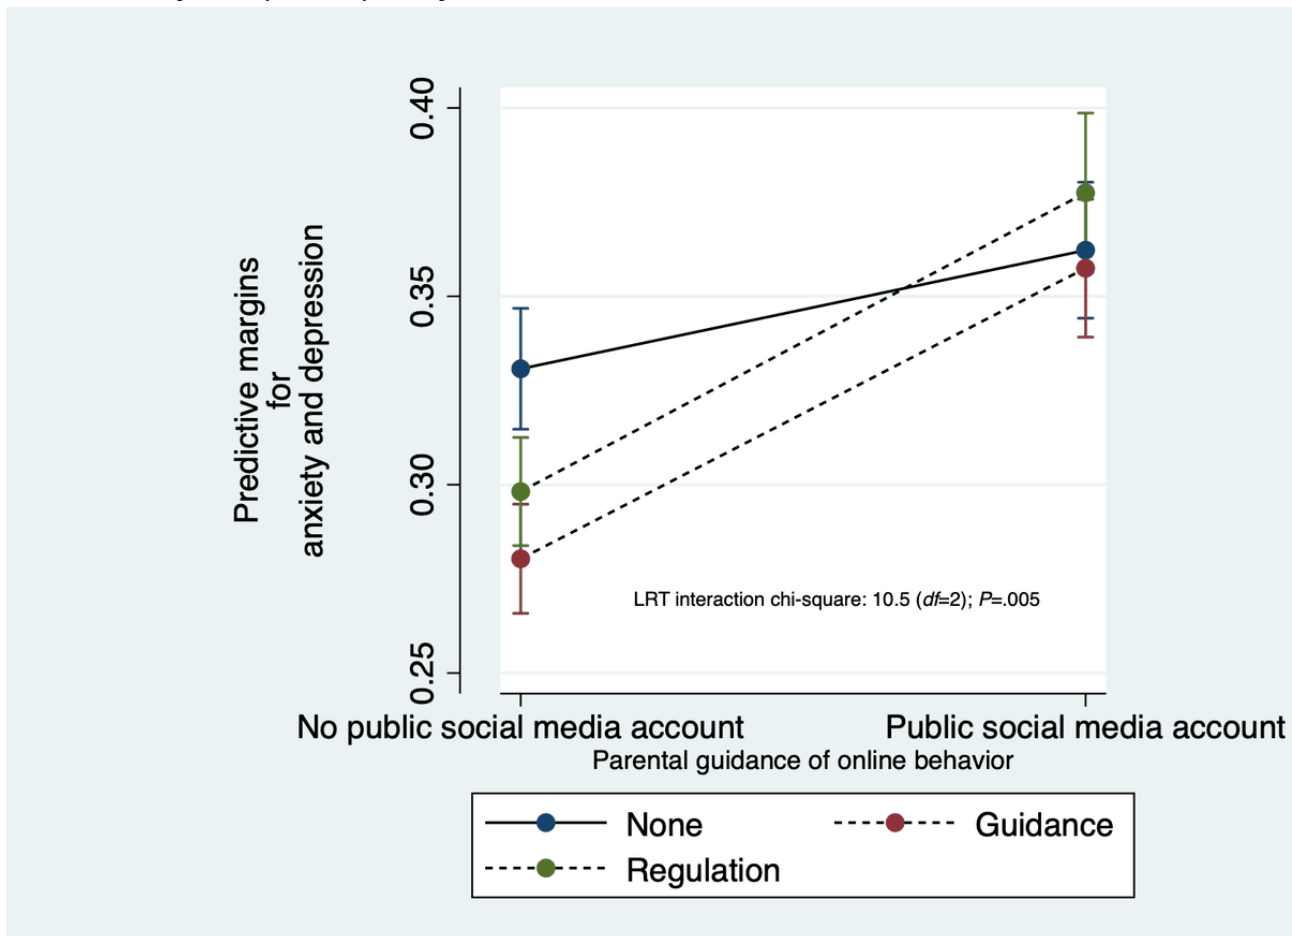 0.40
0.35
0.30
0.25
Predictive margins
for
anxiety and depression
LRT interaction chi-square: 10.5 (df=2); P=.005
No public social media account
Public social media account
Parental guidance of online behavior
None
Guidance
Regulation